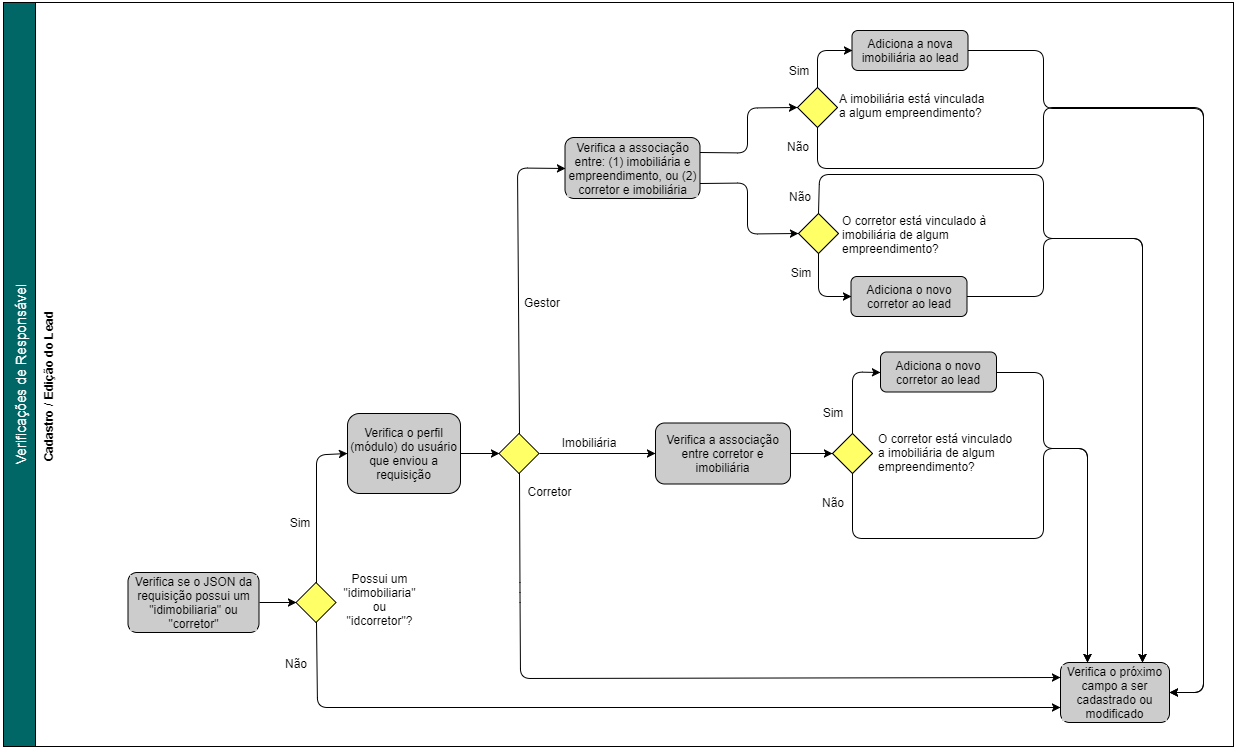 Verificações de Responsável
Cadastro / Edição do Lead
Verifica se o JSON da
requisição possui um
"idimobiliaria" ou
"corretor"
Possui um
"idimobiliaria"
ou
"idcorretor"?
Sim
Não
Verifica o perfil
(módulo) do usuário
que enviou a
requisição
Gestor
Imobiliária
Corretor
Verifica a associação
entre: (1) imobiliária e
empreendimento, ou (2)
corretor e imobiliária
Sim
Adiciona a nova
imobiliária ao lead
A imobiliária está vinculada
a algum empreendimento?
Não
Não
O corretor está vinculado à
imobiliária de algum
empreendimento?
Sim
Adiciona o novo
corretor ao lead
Verifica a associação
entre corretor e
imobiliária
Sim
Adiciona o novo
corretor ao lead
O corretor está vinculado
a imobiliária de algum
empreendimento?
Não
Verifica o próximo
campo a ser
cadastrado ou
modificado